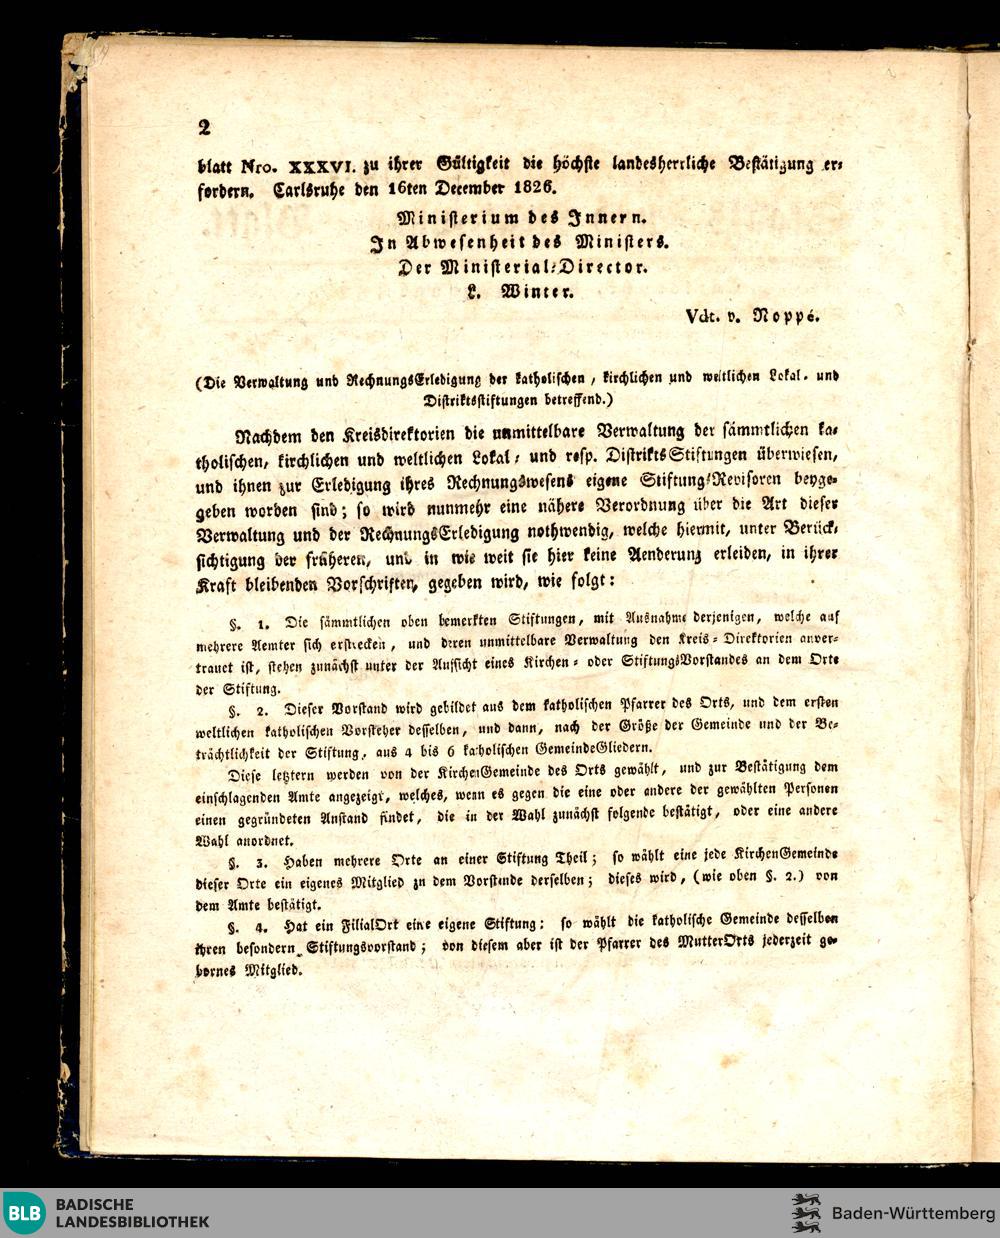 2
blatt Nro. XXXVI. zu ihrer Gültigkeit die höchste landesherrliche Bestätigung er-
fordern. Carlsruhe den 16ten December 1826.
Ministerium des Innern.
In Abwesenheit des Ministers.
Der Ministerial-Director.
L. Winter.
Vdt. v. Noppé.
(Die Verwaltung und RechnungsErledigung der katholischen, kirchlichen und weltlichen Lokal- und
Distriktsstiftungen betreffend.)
Nachdem den Kreisdirektorien die unmittelbare Verwaltung der sämmtlichen ka-
tholischen, kirchlichen und weltlichen Lokal- und resp. DistriktsStiftungen überwiesen,
und ihnen zur Erledigung ihres Rechnungswesens eigene Stiftungs-Revisoren beyge-
geben worden sind; so wird nunmehr eine nähere Verordnung über die Art dieser
Verwaltung und der RechnungsErledigung nothwendig, welche hiermit, unter Berück-
sichtigung der früheren, und in wie weit sie hier keine Aenderung erleiden, in ihrer
Kraft bleibenden Vorschriften, gegeben wird, wie folgt:
§. 1. Die sämmtlichen oben bemerkten Stiftungen, mit Ausnahme derjenigen, welche auf
mehrere Aemter sich erstrecken, und deren unmittelbare Verwaltung den Kreis-Direktorien anver-
trauet ist, stehen zunächst unter der Aufsicht eines Kirchen- oder StiftungsVorstandes an dem Orte
der Stiftung.
§. 2. Dieser Vorstand wird gebildet aus dem katholischen Pfarrer des Orts, und dem ersten
weltlichen katholischen Vorsteher desselben, und dann, nach der Größe der Gemeinde und der Be-
trächtlichkeit der Stiftung, aus 4 bis 6 katholischen GemeindeGliedern.
Diese letztern werden von der KirchenGemeinde des Orts gewählt, und zur Bestätigung dem
einschlagenden Amte angezeigt, welches, wenn es gegen die eine oder andere der gewählten Personen
einen gegründeten Anstand findet, die in der Wahl zunächst folgende bestätigt, oder eine andere
Wahl anordnet.
§. 3. Haben mehrere Orte an einer Stiftung Theil; so wählt eine jede KirchenGemeinde
dieser Orte ein eigenes Mitglied zu dem Vorstande derselben; dieses wird, (wie oben §. 2.) von
dem Amte bestätigt.
§. 4. Hat ein FilialOrt eine eigene Stiftung: so wählt die katholische Gemeinde desselben
ihren besondern Stiftungsvorstand; von diesem aber ist der Pfarrer des MutterOrts jederzeit ge-
bornes Mitglied.
BLB BADISCHE
LANDESBIBLIOTHEK
Baden-Württemberg